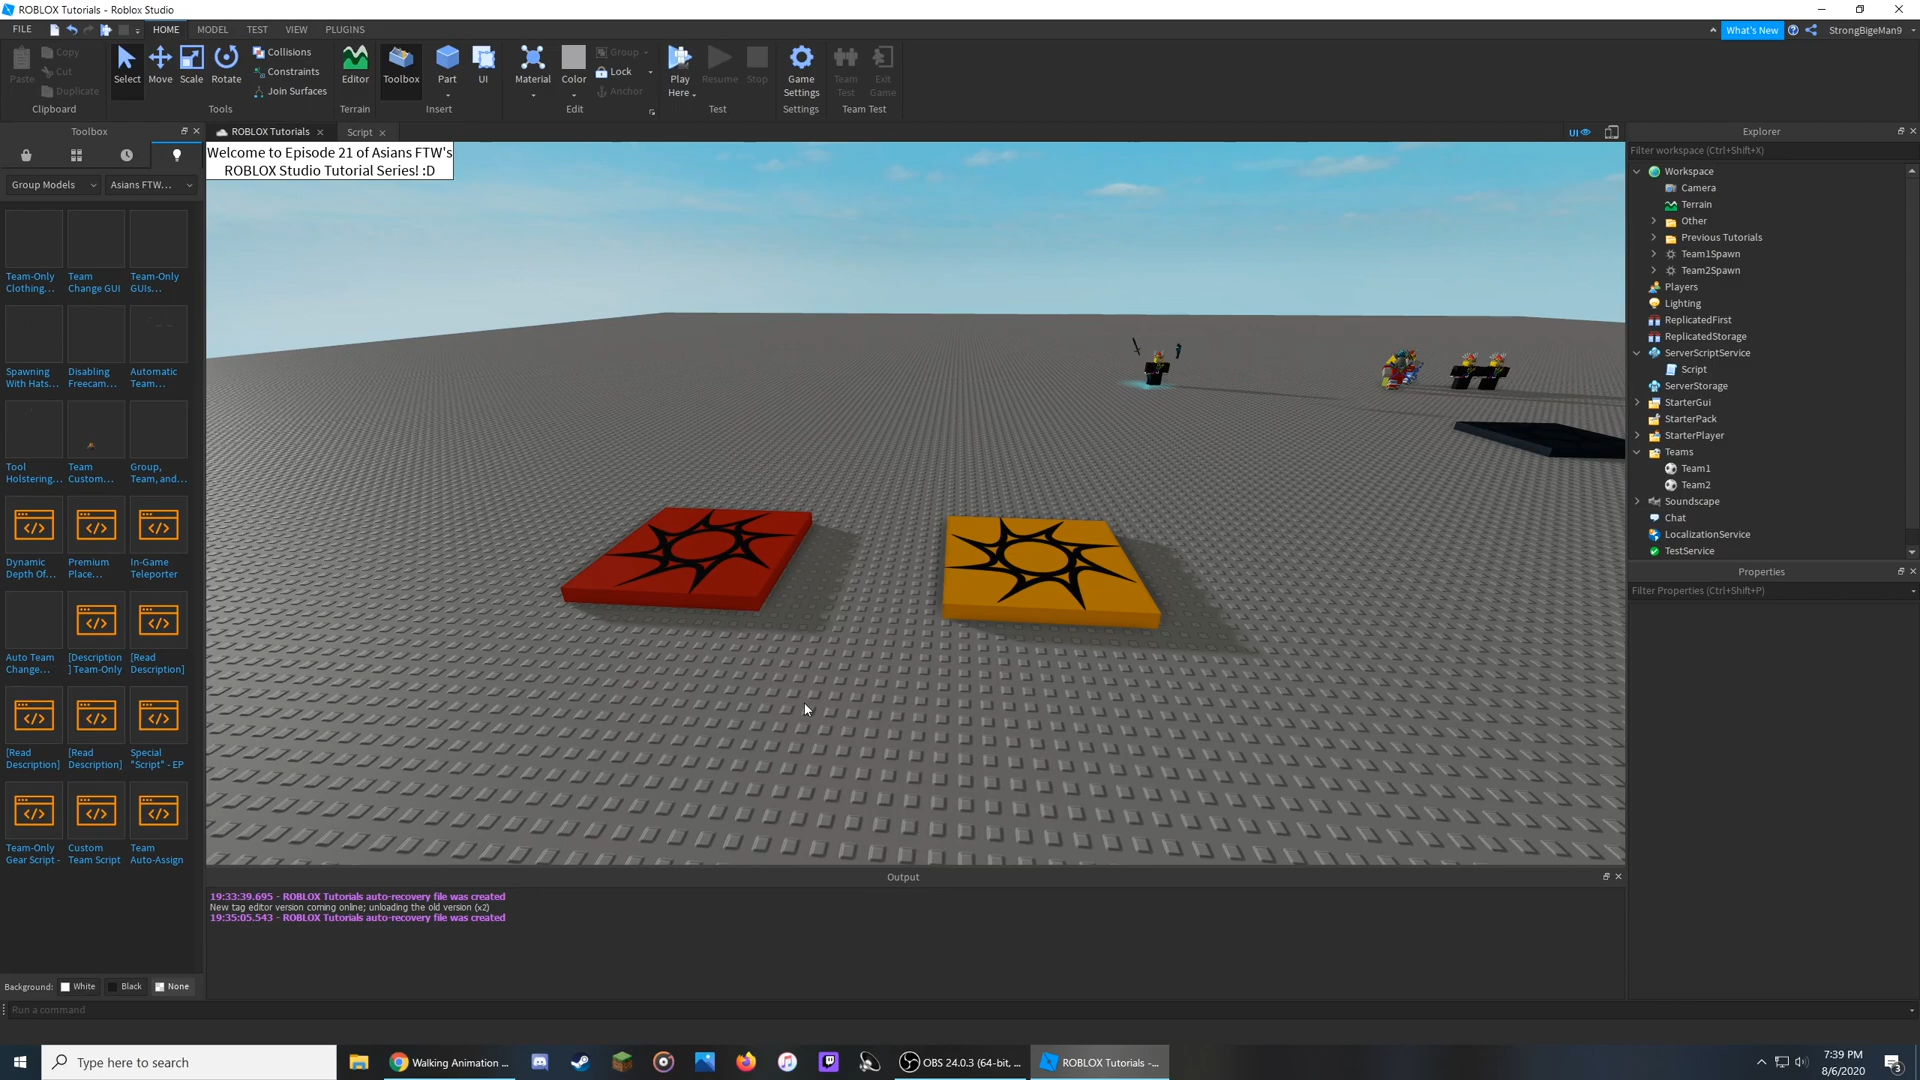 ROBLOX Tutorials - Roblox Studio
FILE
HOME
MODEL
TEST
VIEW
PLUGINS
What's New
StrongBigeMan9
Paste
Copy
Cut
Duplicate
Clipboard
Select
Move
Scale
Rotate
Collisions
Constraints
Join Surfaces
Tools
Editor
Terrain
Toolbox
Part
UI
Insert
Material
Color
Group
Lock
Anchor
Edit
Play
Here
Resume
Stop
Test
Game
Settings
Settings
Team
Test
Exit
Game
Team Test
Toolbox
Group Models
Asians FTW...
Team-Only
Clothing...
Team
Change GUI
Team-Only
GUIs...
Spawning
With Hats...
Disabling
Freecam...
Automatic
Team...
Tool
Holstering...
Team
Custom...
Group,
Team, and...
Dynamic
Depth Of...
Premium
Place...
In-Game
Teleporter
Auto Team
Change...
[Description
] Team-Only
[Read
Description]
[Read
Description]
[Read
Description]
Special
"Script" - EP
Team-Only
Gear Script -
Custom
Team Script
Team
Auto-Assign
Background:
White
Black
None
ROBLOX Tutorials
Script
UI
Welcome to Episode 21 of Asians FTW's
ROBLOX Studio Tutorial Series! :D
Output
19:33:39.695 - ROBLOX Tutorials auto-recovery file was created
New tag editor version coming online; unloading the old version (x2)
19:35:05.543 - ROBLOX Tutorials auto-recovery file was created
Explorer
Filter workspace (Ctrl+Shift+X)
Workspace
Camera
Terrain
Other
Previous Tutorials
Team1Spawn
Team2Spawn
Players
Lighting
ReplicatedFirst
ReplicatedStorage
ServerScriptService
Script
ServerStorage
StarterGui
StarterPack
StarterPlayer
Teams
Team1
Team2
Soundscape
Chat
LocalizationService
TestService
Properties
Filter Properties (Ctrl+Shift+P)
Run a command
Type here to search
Walking Animation ...
OBS 24.0.3 (64-bit, ...
ROBLOX Tutorials -...
7:39 PM
8/6/2020
3